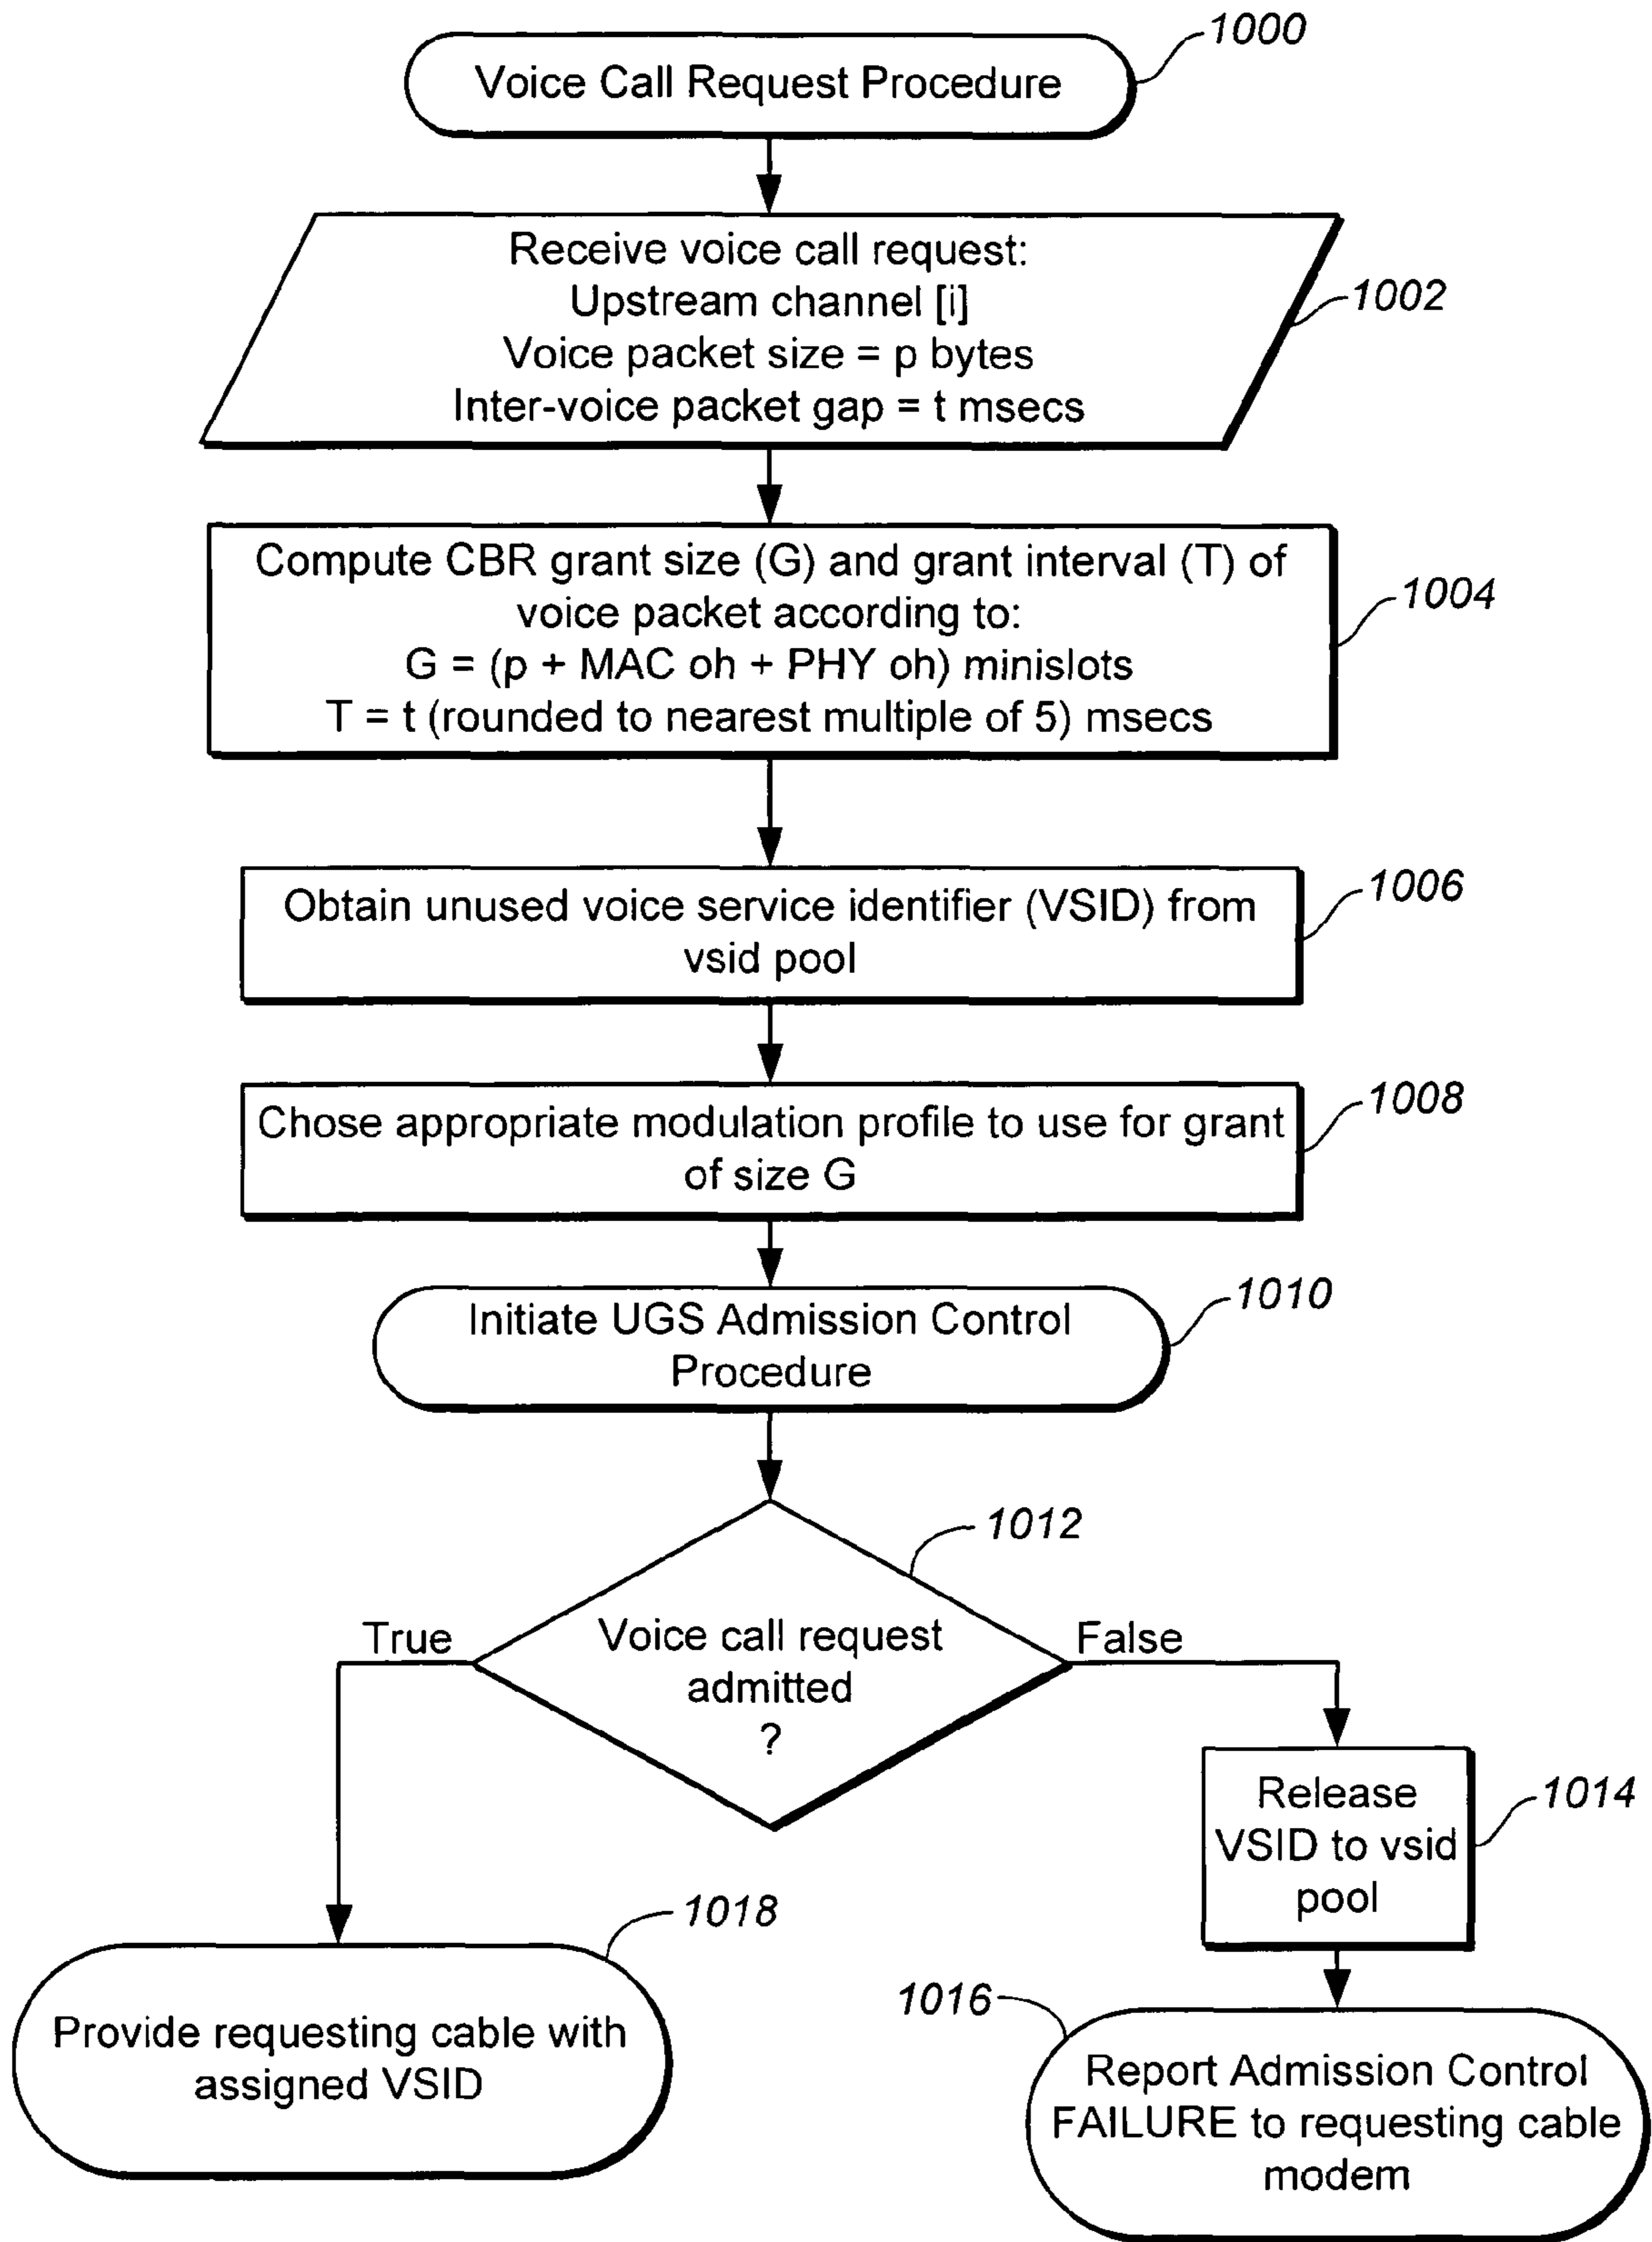 1000
Voice Call Request Procedure
Receive voice call request:
Upstream channel [i]
Voice packet size = p bytes
Inter-voice packet gap = t msecs
1002
Compute CBR grant size (G) and grant interval (T) of
voice packet according to:
G = (p + MAC oh + PHY oh) minislots
T = t (rounded to nearest multiple of 5) msecs
1004
Obtain unused voice service identifier (VSID) from
vsid pool
1006
Chose appropriate modulation profile to use for grant
of size G
1008
Initiate UGS Admission Control
Procedure
1010
1012
Voice call request
admitted
?
True
False
Release
VSID to vsid
pool
1014
1018
Provide requesting cable with
assigned VSID
1016
Report Admission Control
FAILURE to requesting cable
modem